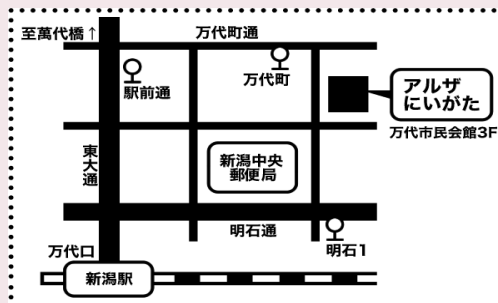 至萬代橋↑
万代町通
駅前通
万代町
アルザ
にいがた
万代市民会館3F
東大通
新潟中央
郵便局
明石通
明石1
万代口
新潟駅